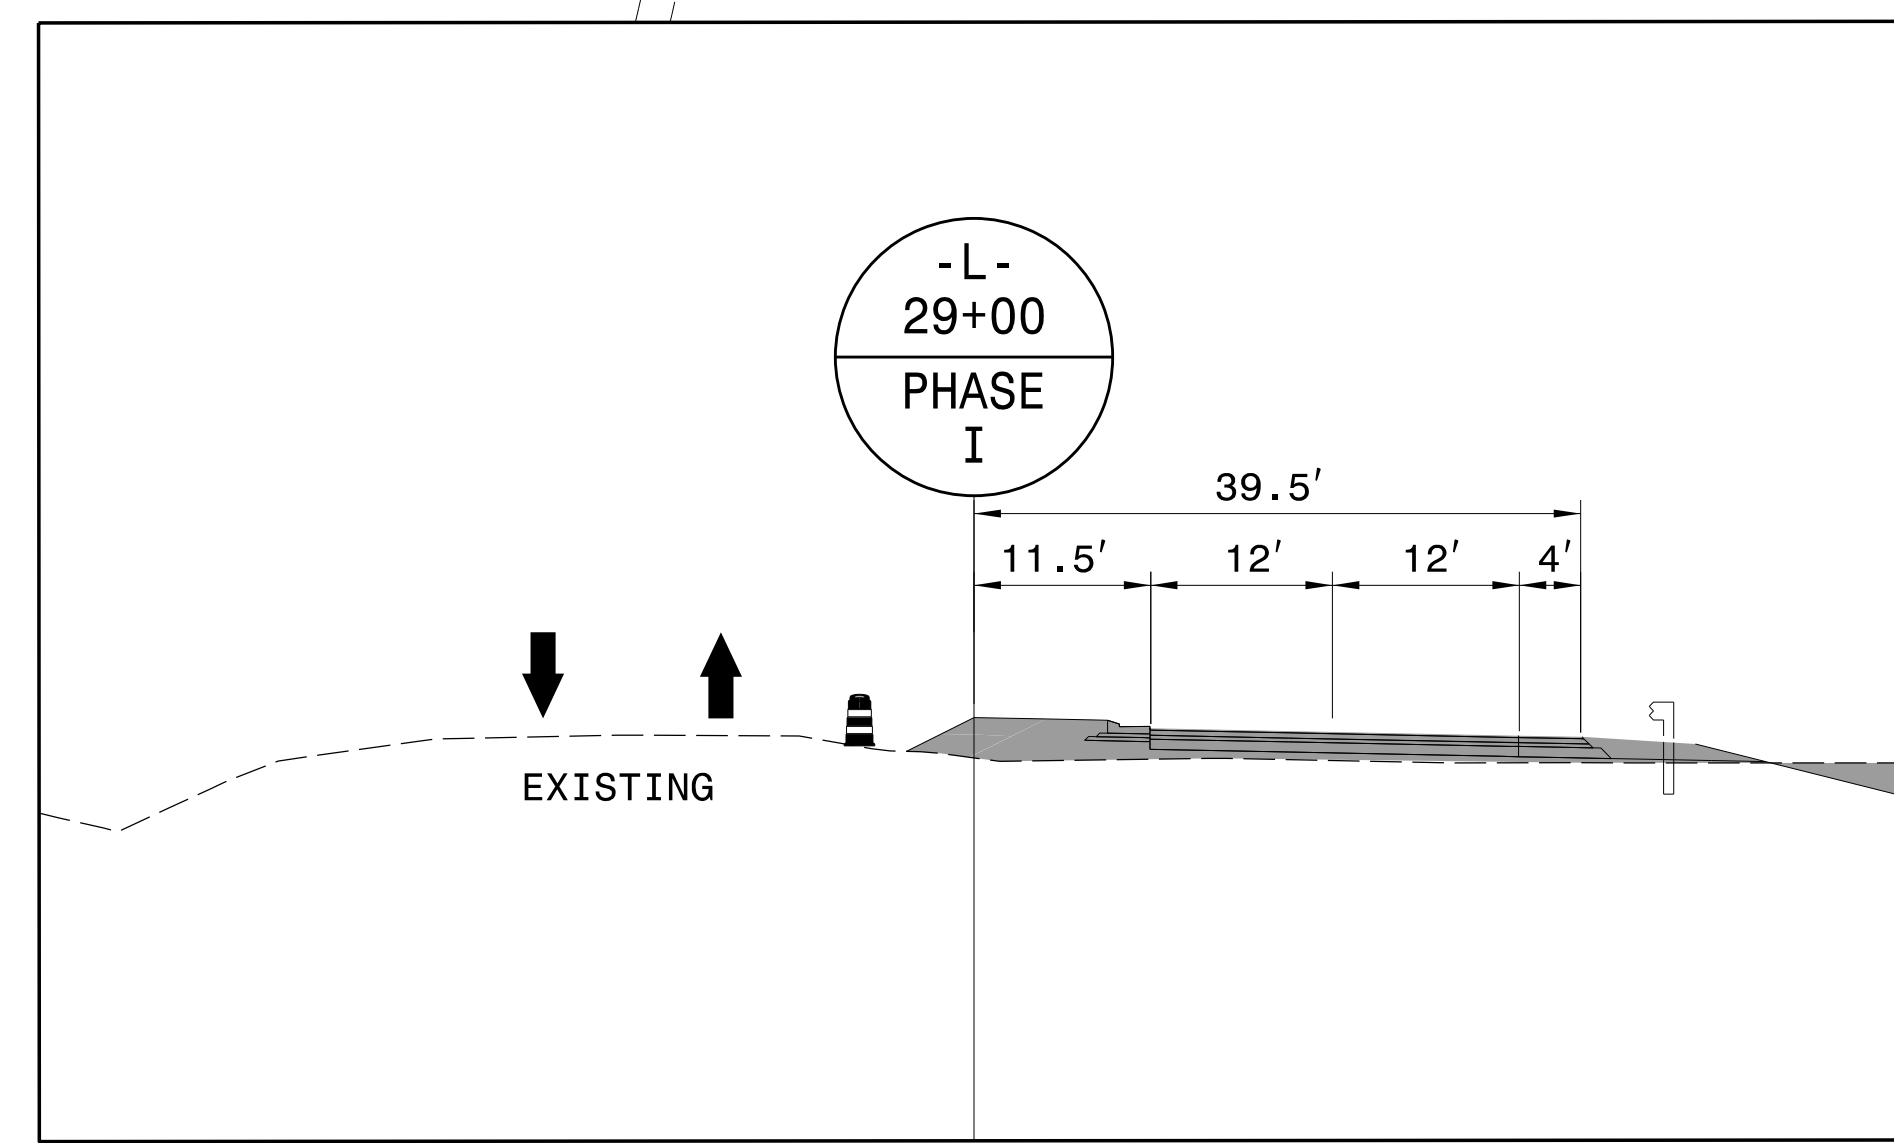 -L-
29+00
PHASE
I
39.5'
11.5' 12' 12' 4'
EXISTING